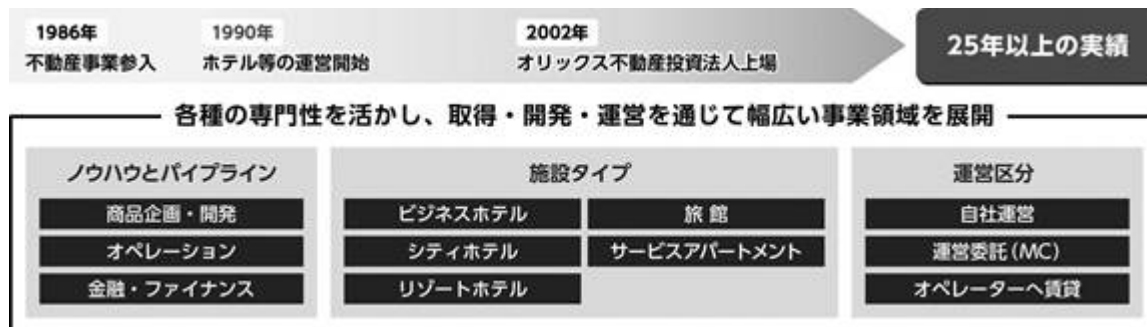 1986年
不動産事業参入
1990年
ホテル等の運営開始
2002年
オリックス不動産投資法人上場
25年以上の実績
各種の専門性を活かし、取得・開発・運営を通じて幅広い事業領域を展開
ノウハウとパイプライン
商品企画・開発
オペレーション
金融・ファイナンス
施設タイプ
ビジネスホテル
シティホテル
リゾートホテル
旅館
サービスアパートメント
運営区分
自社運営
運営委託(MC)
オペレーターへ賃貸